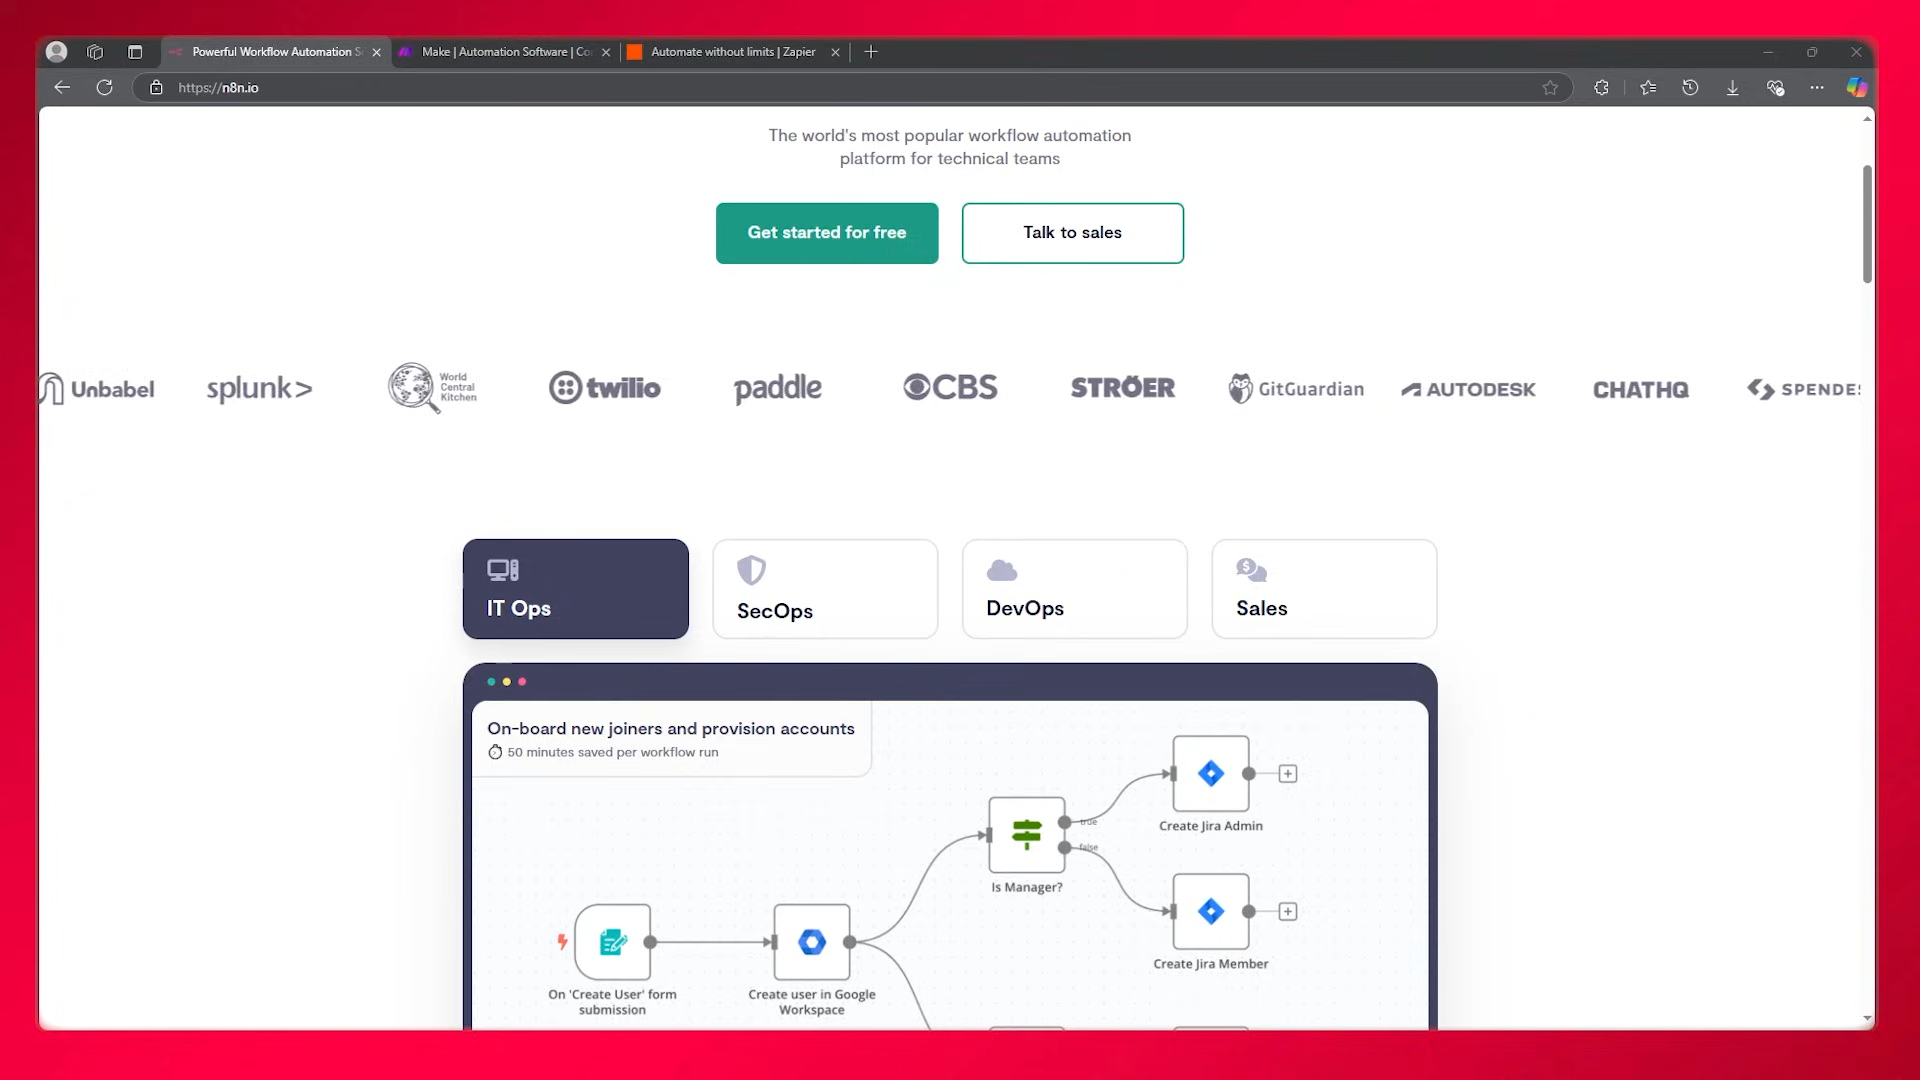 Powerful Workflow Automation S
Make | Automation Software | Co
Automate without limits | Zapier
https://n8n.io
The world's most popular workflow automation
platform for technical teams
Get started for free
Talk to sales
Unbabel
splunk>
World
Central
Kitchen
twilio
paddle
CBS
STRÖER
GitGuardian
AUTODESK
CHATHQ
SPENDES
IT Ops
SecOps
DevOps
Sales
On-board new joiners and provision accounts
50 minutes saved per workflow run
true
false
Is Manager?
Create Jira Admin
Create Jira Member
On 'Create User' form
submission
Create user in Google
Workspace